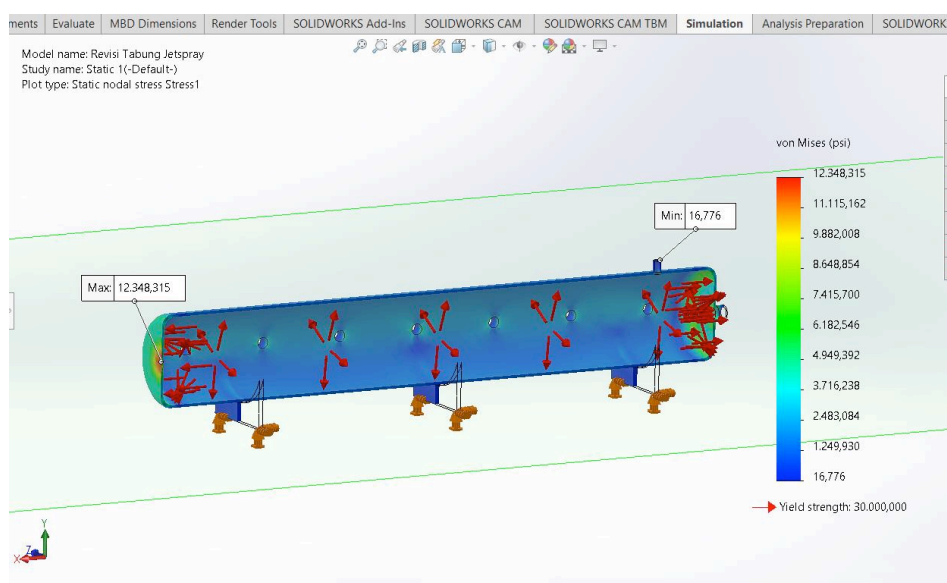 ments Evaluate MBD Dimensions Render Tools SOLIDWORKS Add-Ins SOLIDWORKS CAM SOLIDWORKS CAM TBM Simulation Analysis Preparation SOLIDWORK
Model name: Revisi Tabung Jetspray
Study name: Static 1(-Default-)
Plot type: Static nodal stress Stress1
von Mises (psi)
12.348,315
11.115,162
9.882,008
8.648,854
7.415,700
6.182,546
4.949,392
3.716,238
2.483,084
1.249,930
16,776
Yield strength: 30.000,000
Min: 16,776
Max: 12.348,315
Y
Z
X